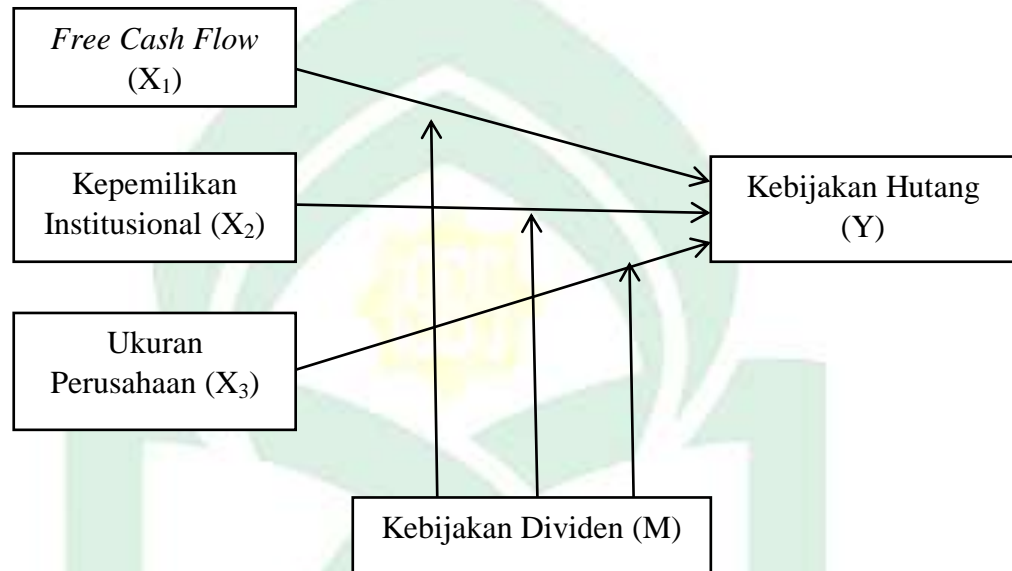 Free Cash Flow
(X₁)
Kepemilikan
Institusional (X₂)
Kebijakan Hutang
(Y)
Ukuran
Perusahaan (X₃)
Kebijakan Dividen (M)